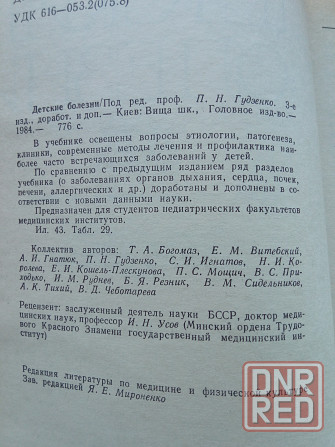 УДК 616—053.2(075.8)
Детские болезни/Под ред. проф. П. Н. Гудзенко. 3-е
изд., доработ. и доп.— Киев: Вища шк., Головное изд-во.—
1984.— 776 с.
В учебнике освещены вопросы этиологии, патогенеза,
клиники, современные методы лечения и профилактика наи-
более часто встречающихся заболеваний у детей.
По сравнению с предыдущим изданием ряд разделов
учебника (о заболеваниях органов дыхания, сердца, почек,
печени, аллергических и др.) доработаны и дополнены в со-
ответствии с новыми данными науки.
Предназначен для студентов педиатрических факультетов
медицинских институтов.
Ил. 43. Табл. 29.
Коллектив авторов: Т. А. Богомаз, Е. М. Витебский,
А. И. Гнатюк, П. Н. Гудзенко, С. И. Игнатов, Н. И. Ко-
ролева, Е. И. Кошель-Плескунова, П. С. Мощич, В. С. При-
ходько, И. М. Руднев, Б. Я. Резник, В. М. Сидельников,
А. К. Тихий, В. Д. Чеботарева
Рецензент: заслуженный деятель науки БССР, доктор меди-
цинских наук, профессор И. Н. Усов (Минский ордена Трудо-
вого Красного Знамени государственный медицинский ин-
ститут)
Редакция литературы по медицине и физической культуре
Зав. редакцией Я. Е. Мироненко
DNR
RED